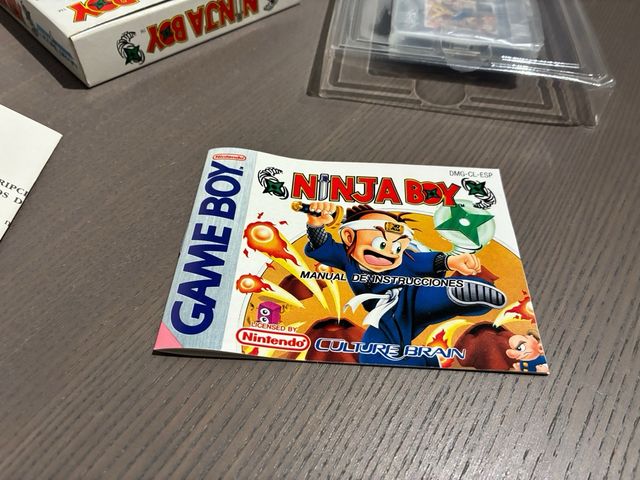 NINJA BOY
Nintendo
GAME BOY
DMG-CL-ESP
NINJA BOY
MANUAL DE INSTRUCCIONES
LICENSED BY
Nintendo
CULTURE BRAIN